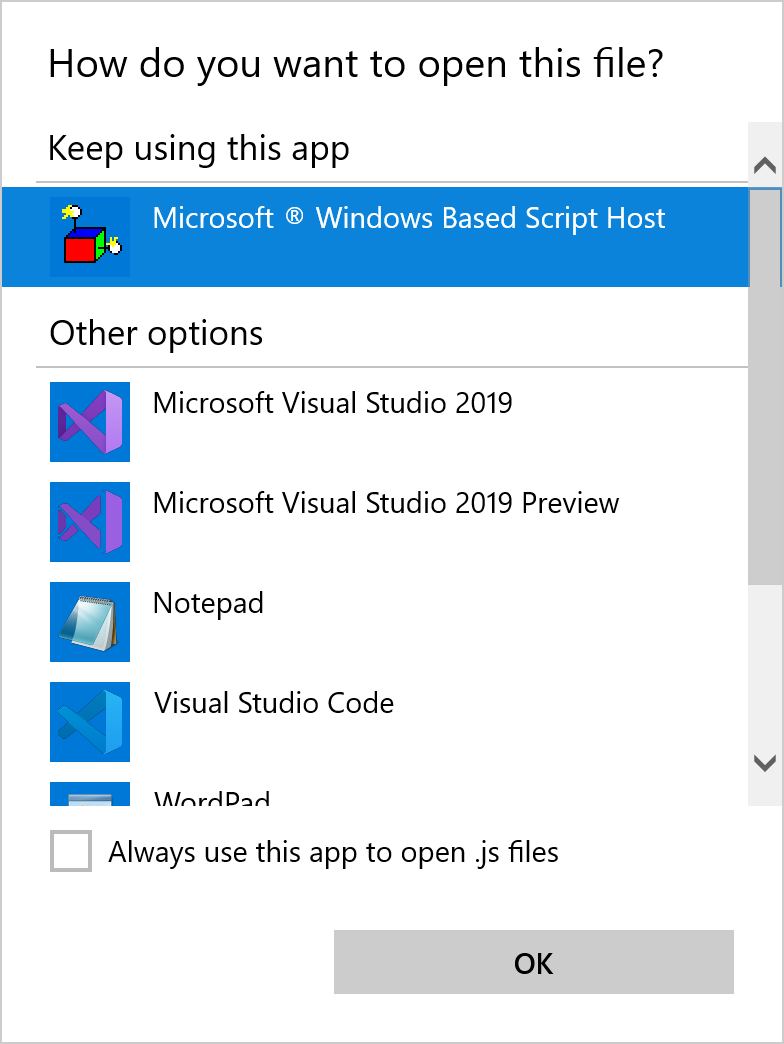 How do you want to open this file?
Keep using this app
Microsoft ® Windows Based Script Host
Other options
Microsoft Visual Studio 2019
Microsoft Visual Studio 2019 Preview
Notepad
Visual Studio Code
WordPad
Always use this app to open .js files
OK